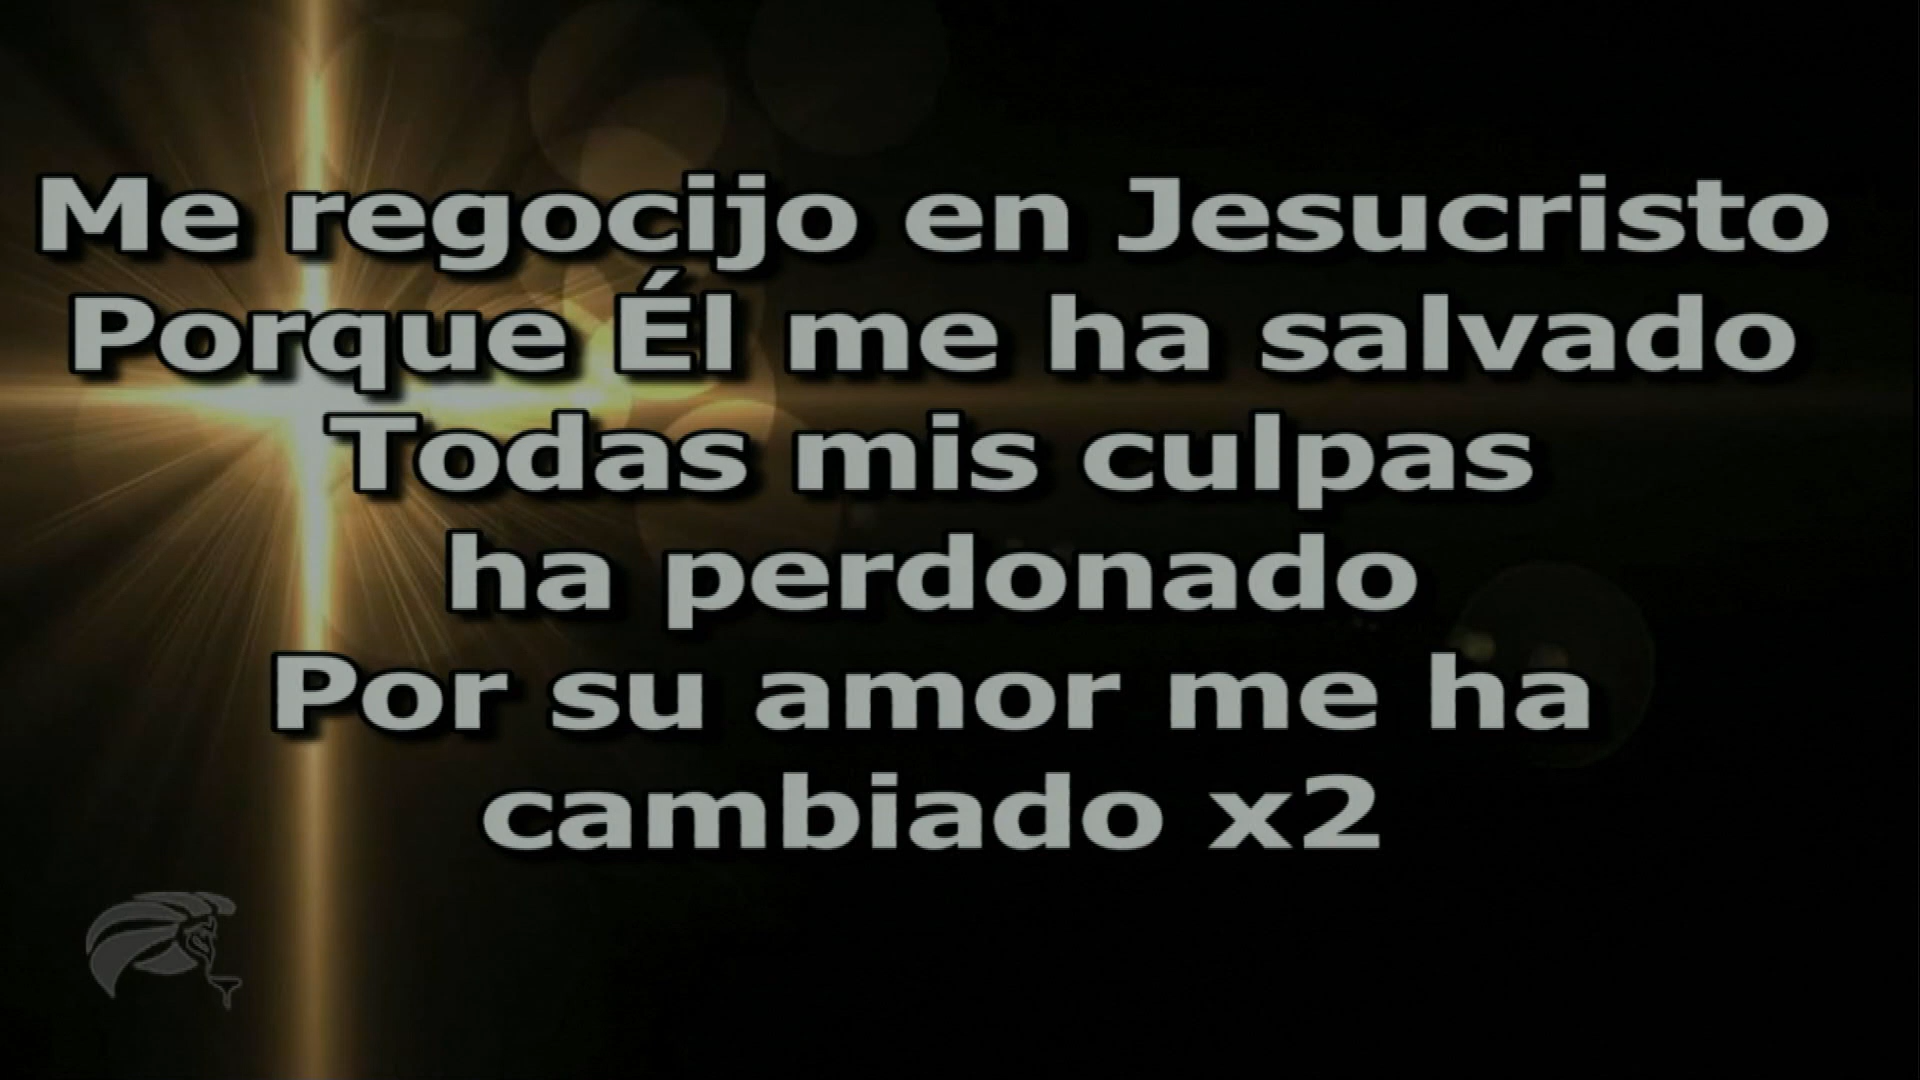 Me regocijo en Jesucristo
Porque Él me ha salvado
Todas mis culpas
ha perdonado
Por su amor me ha
cambiado x2